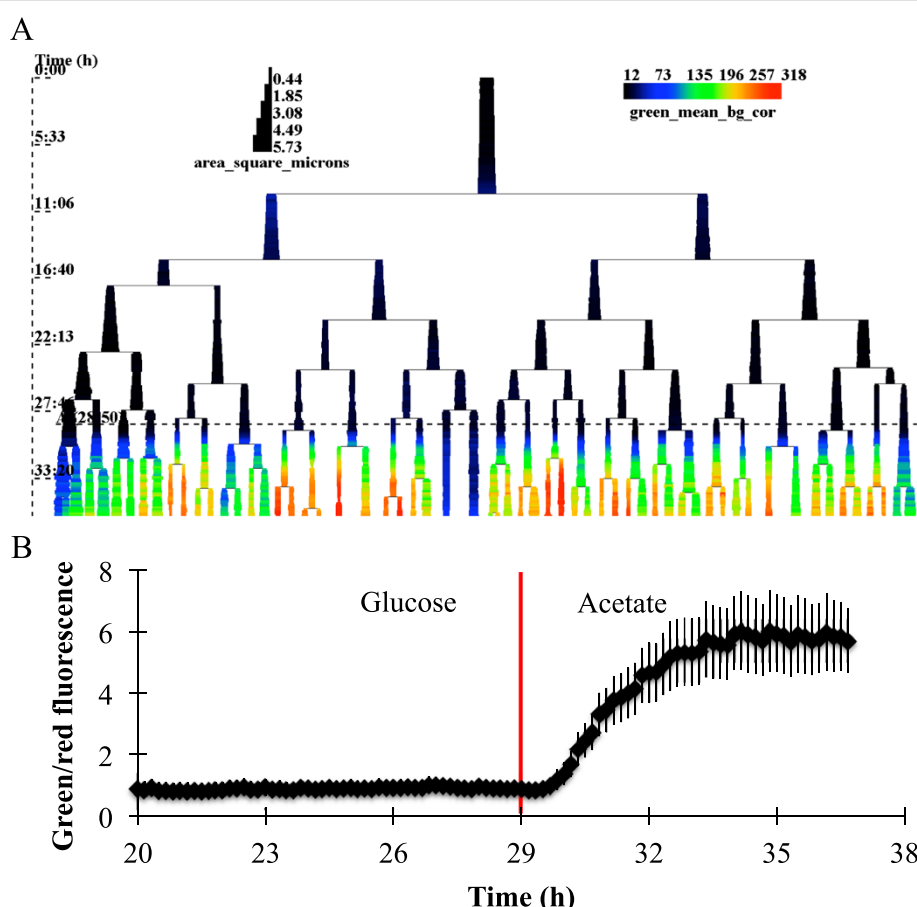 A
Time (h)
0:00
5:33
11:06
16:40
22:13
33:20
0.44
1.85
3.08
4.49
5.73
area_square_microns
12 73 135 196 257 318
green_mean_bg_cor
B
Green/red fluorescence
8
6
4
2
0
Glucose
Acetate
20 23 26 29 32 35 38
Time (h)